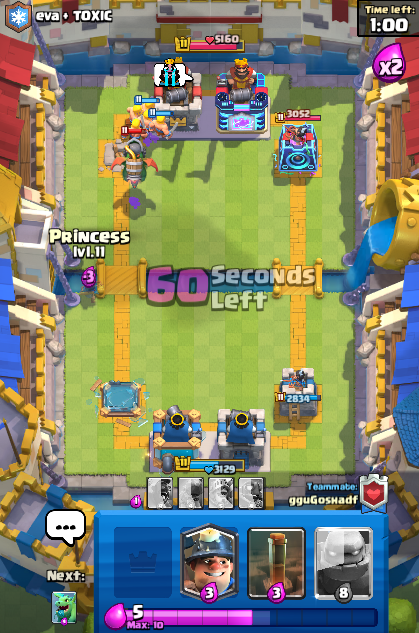 eva + TOXIC
Time left:
1:00
5160
x2
3052
Princess
lvl.11
3
60 Seconds
Left
2834
3129
Teammate:
gguGoshadf
...
Next:
3
3
8
5
Max: 10